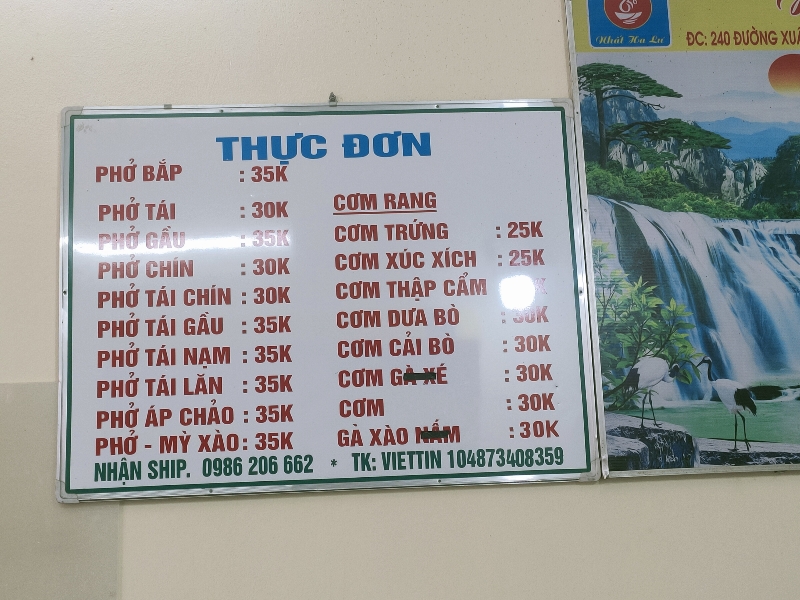 THỰC ĐƠN
PHỞ BẮP : 35K
PHỞ TÁI : 30K
PHỞ GẦU : 35K
PHỞ CHÍN : 30K
PHỞ TÁI CHÍN : 30K
PHỞ TÁI GẦU : 35K
PHỞ TÁI NẠM : 35K
PHỞ TÁI LĂN : 35K
PHỞ ÁP CHẢO : 35K
PHỞ - MỲ XÀO : 35K
CƠM RANG
CƠM TRỨNG : 25K
CƠM XÚC XÍCH : 25K
CƠM THẬP CẨM
CƠM DƯA BÒ : 30K
CƠM CẢI BÒ : 30K
CƠM GÀ XÉ : 30K
CƠM : 30K
GÀ XÀO NẤM : 30K
NHẬN SHIP. 0986 206 662 * TK: VIETTIN 104873408359
Nhất Hạ Lư
ĐC: 240 ĐƯỜNG XUÂ